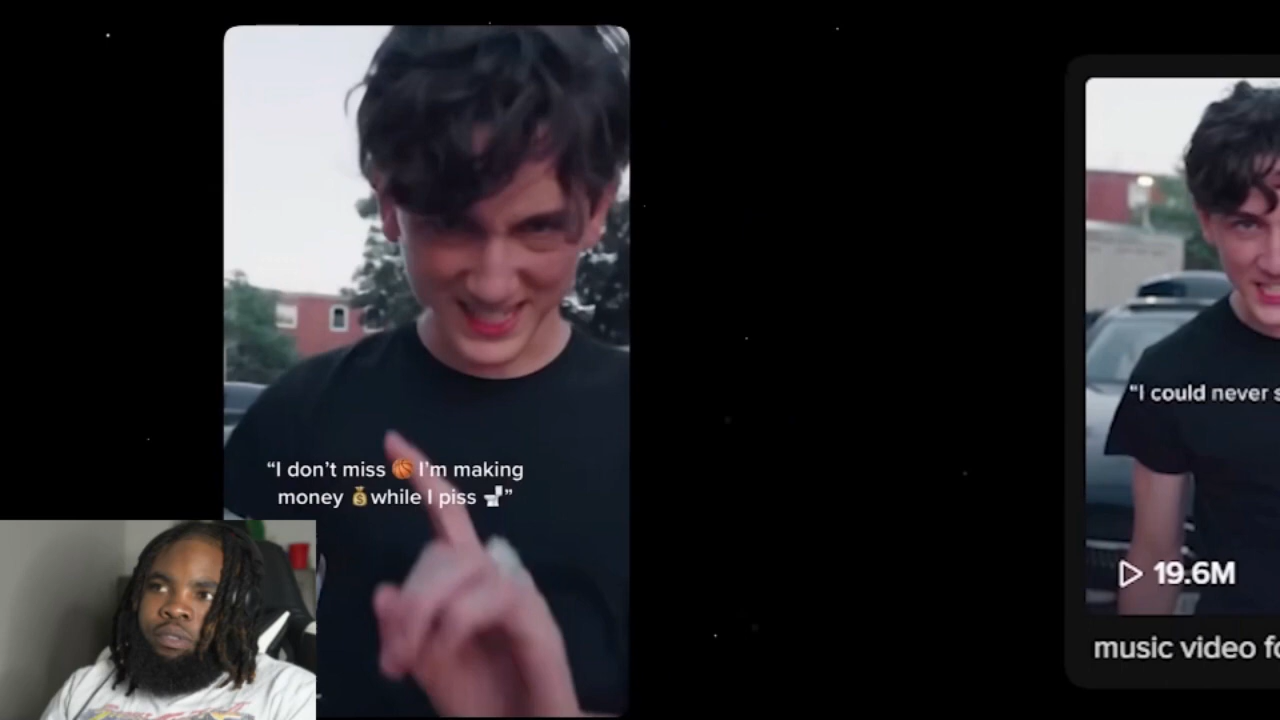 “I don’t miss 🏀 I’m making
money 💰while I piss 🚽”
“I could never s
19.6M
music video fo